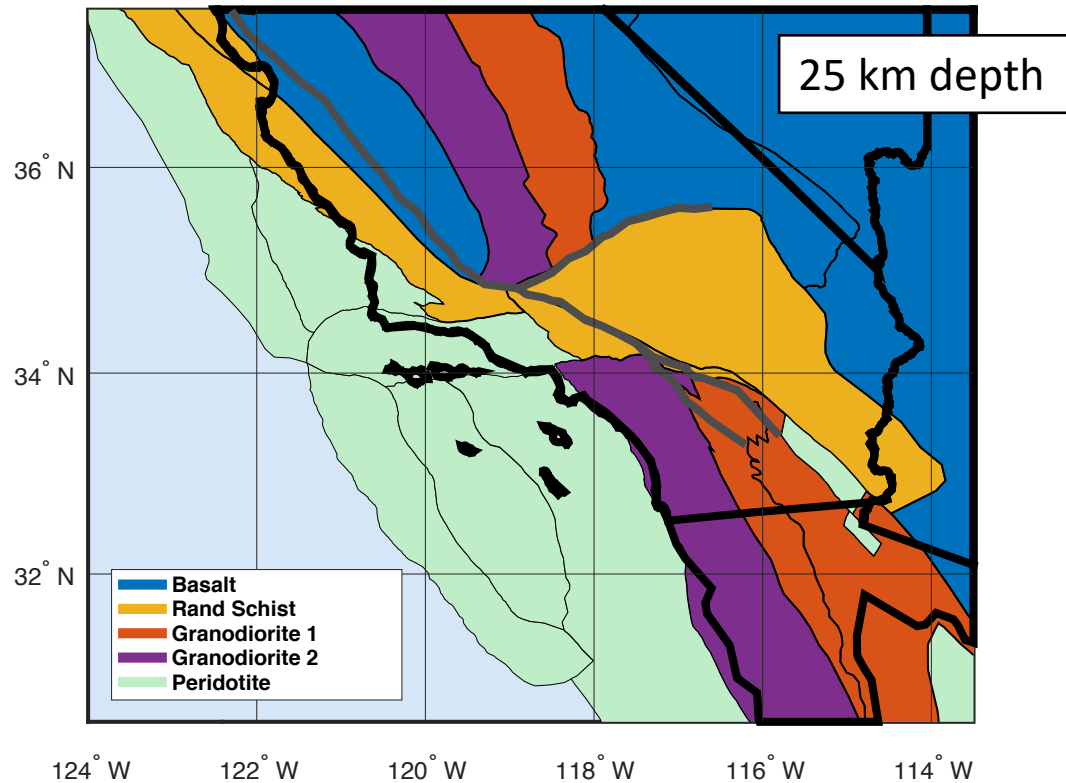 25 km depth
36° N
34° N
32° N
Basalt
Rand Schist
Granodiorite 1
Granodiorite 2
Peridotite
124° W 122° W 120° W 118° W 116° W 114° W